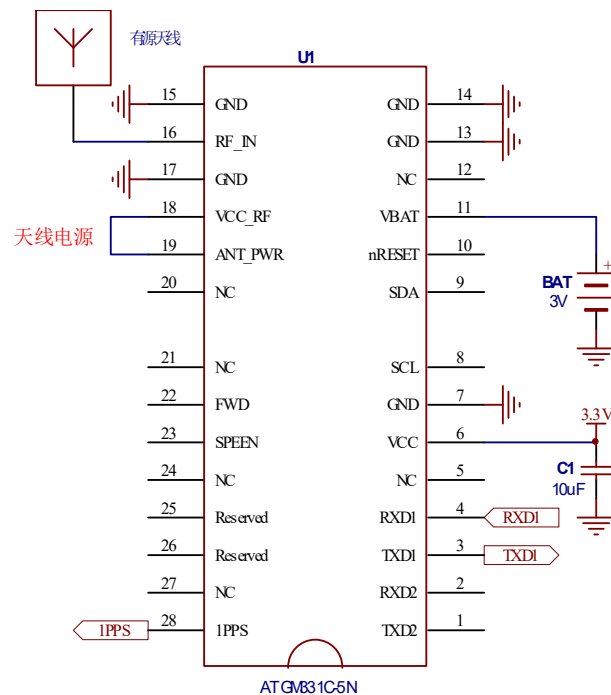 有源天线
U1
15 GND GND 14
16 RF_IN GND 13
17 GND NC 12
18 VCC_RF VBAT 11
天线电源
19 ANT_PWR nRESET 10
20 NC SDA 9
+
BAT
3V
21 NC SCL 8
22 FWD GND 7
3.3V
23 SPEEN VCC 6
24 NC NC 5
C1
10uF
25 Reserved RXD1 4 RXD1
26 Reserved TXD1 3 TXD1
27 NC RXD2 2
1PPS 28 1PPS TXD2 1
ATGM331C-5N